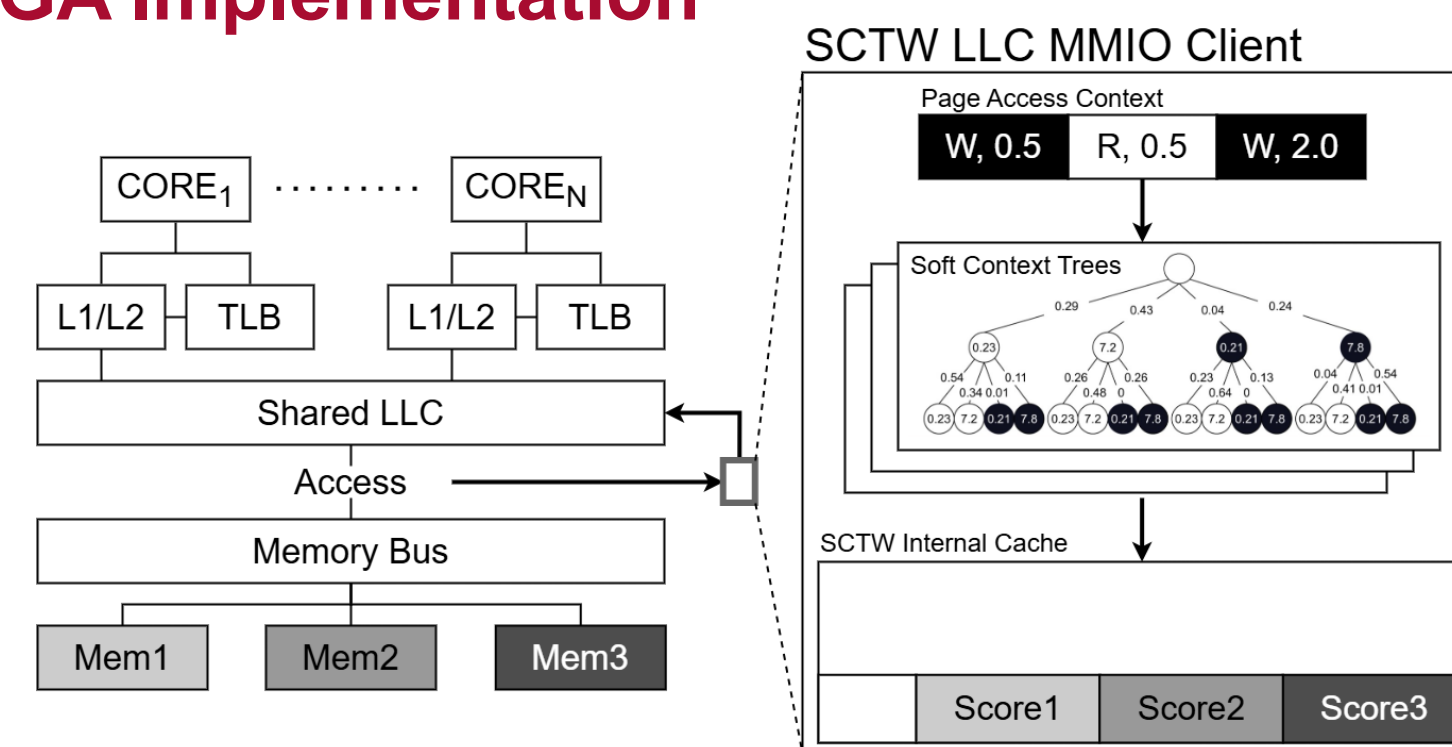 GA Implementation
SCTW LLC MMIO Client
Page Access Context
W, 0.5 R, 0.5 W, 2.0
CORE1 ......... COREN
L1/L2 TLB L1/L2 TLB
Shared LLC
Access
Memory Bus
Mem1 Mem2 Mem3
Soft Context Trees
0.29 0.43 0.04 0.24
0.23 7.2 0.21 7.8
0.54 0.34 0.01 0.11 0.26 0.48 0 0.26 0.23 0.64 0 0.13 0.04 0.41 0.01 0.54
0.23 7.2 0.21 7.8 0.23 7.2 0.21 7.8 0.23 7.2 0.21 7.8 0.23 7.2 0.21 7.8
SCTW Internal Cache
Score1 Score2 Score3